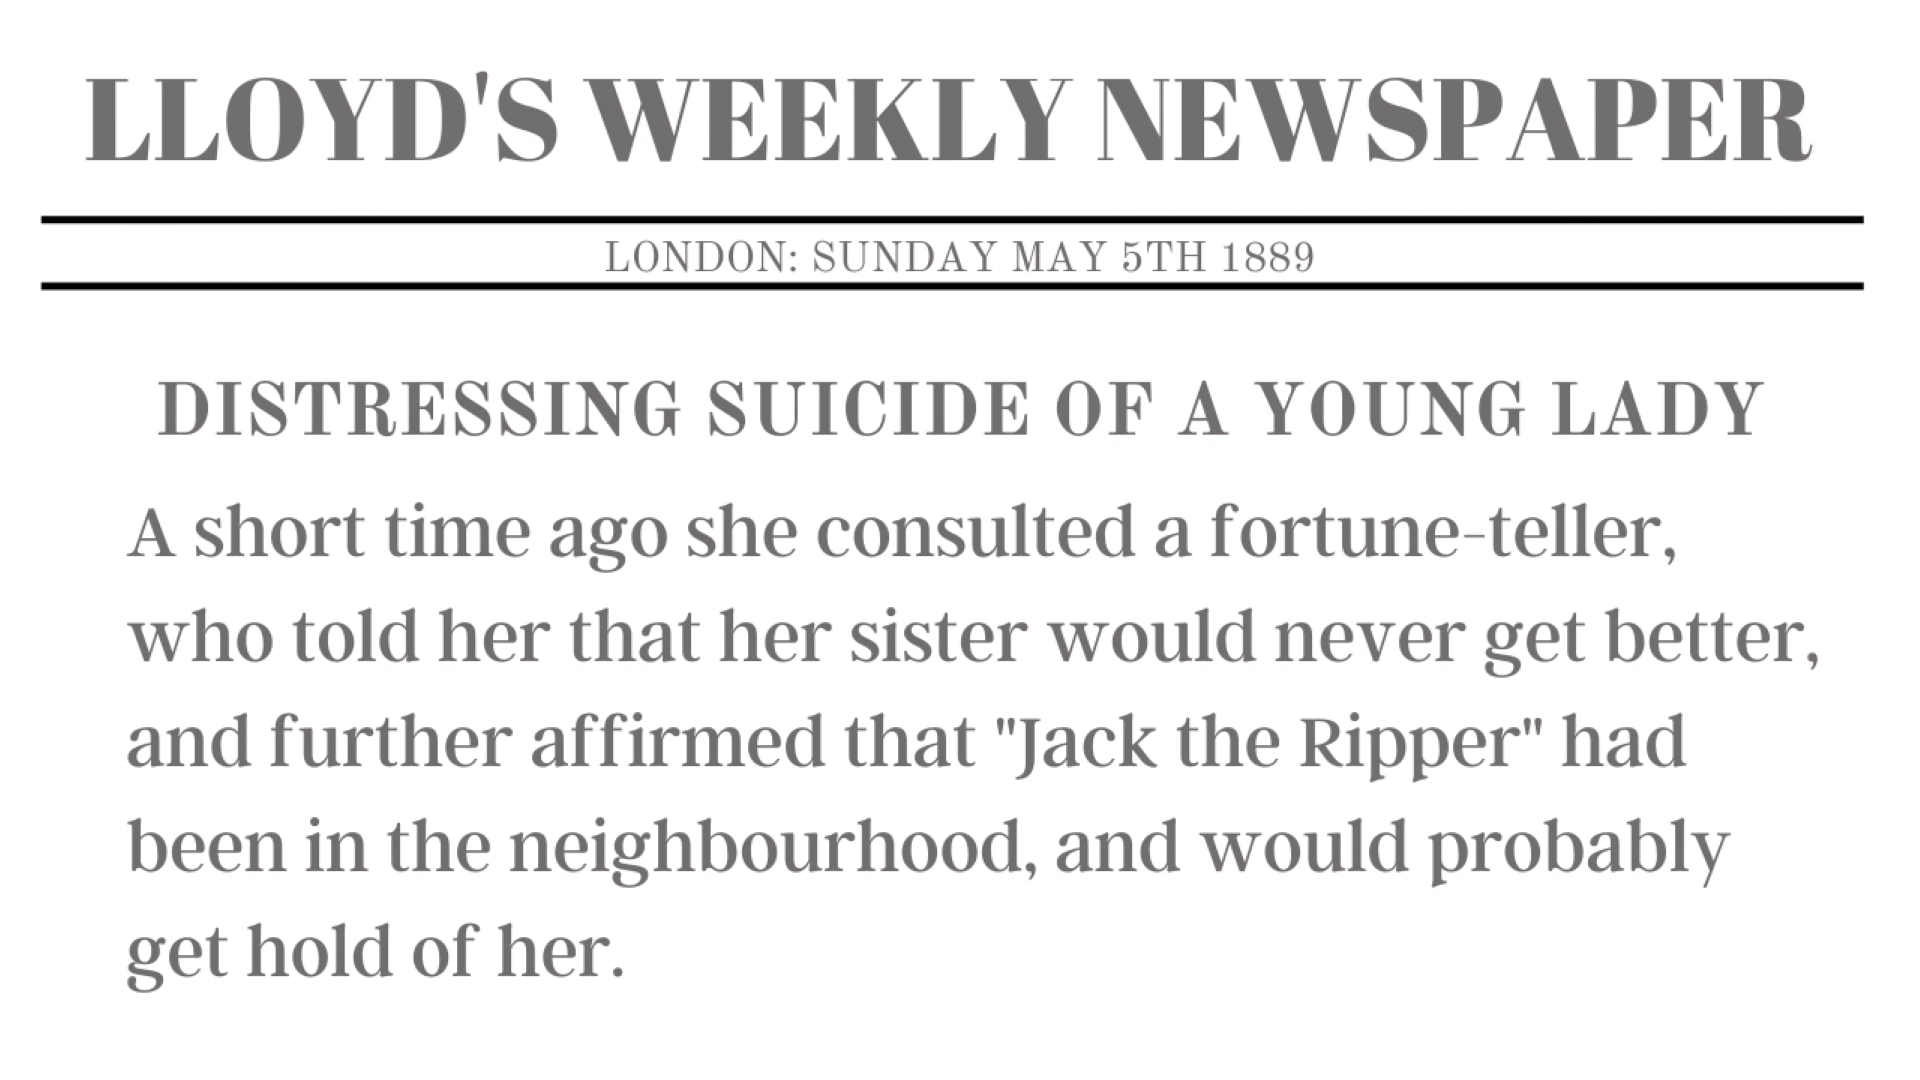 LLOYD'S WEEKLY NEWSPAPER
LONDON: SUNDAY MAY 5TH 1889
DISTRESSING SUICIDE OF A YOUNG LADY
A short time ago she consulted a fortune-teller,
who told her that her sister would never get better,
and further affirmed that "Jack the Ripper" had
been in the neighbourhood, and would probably
get hold of her.